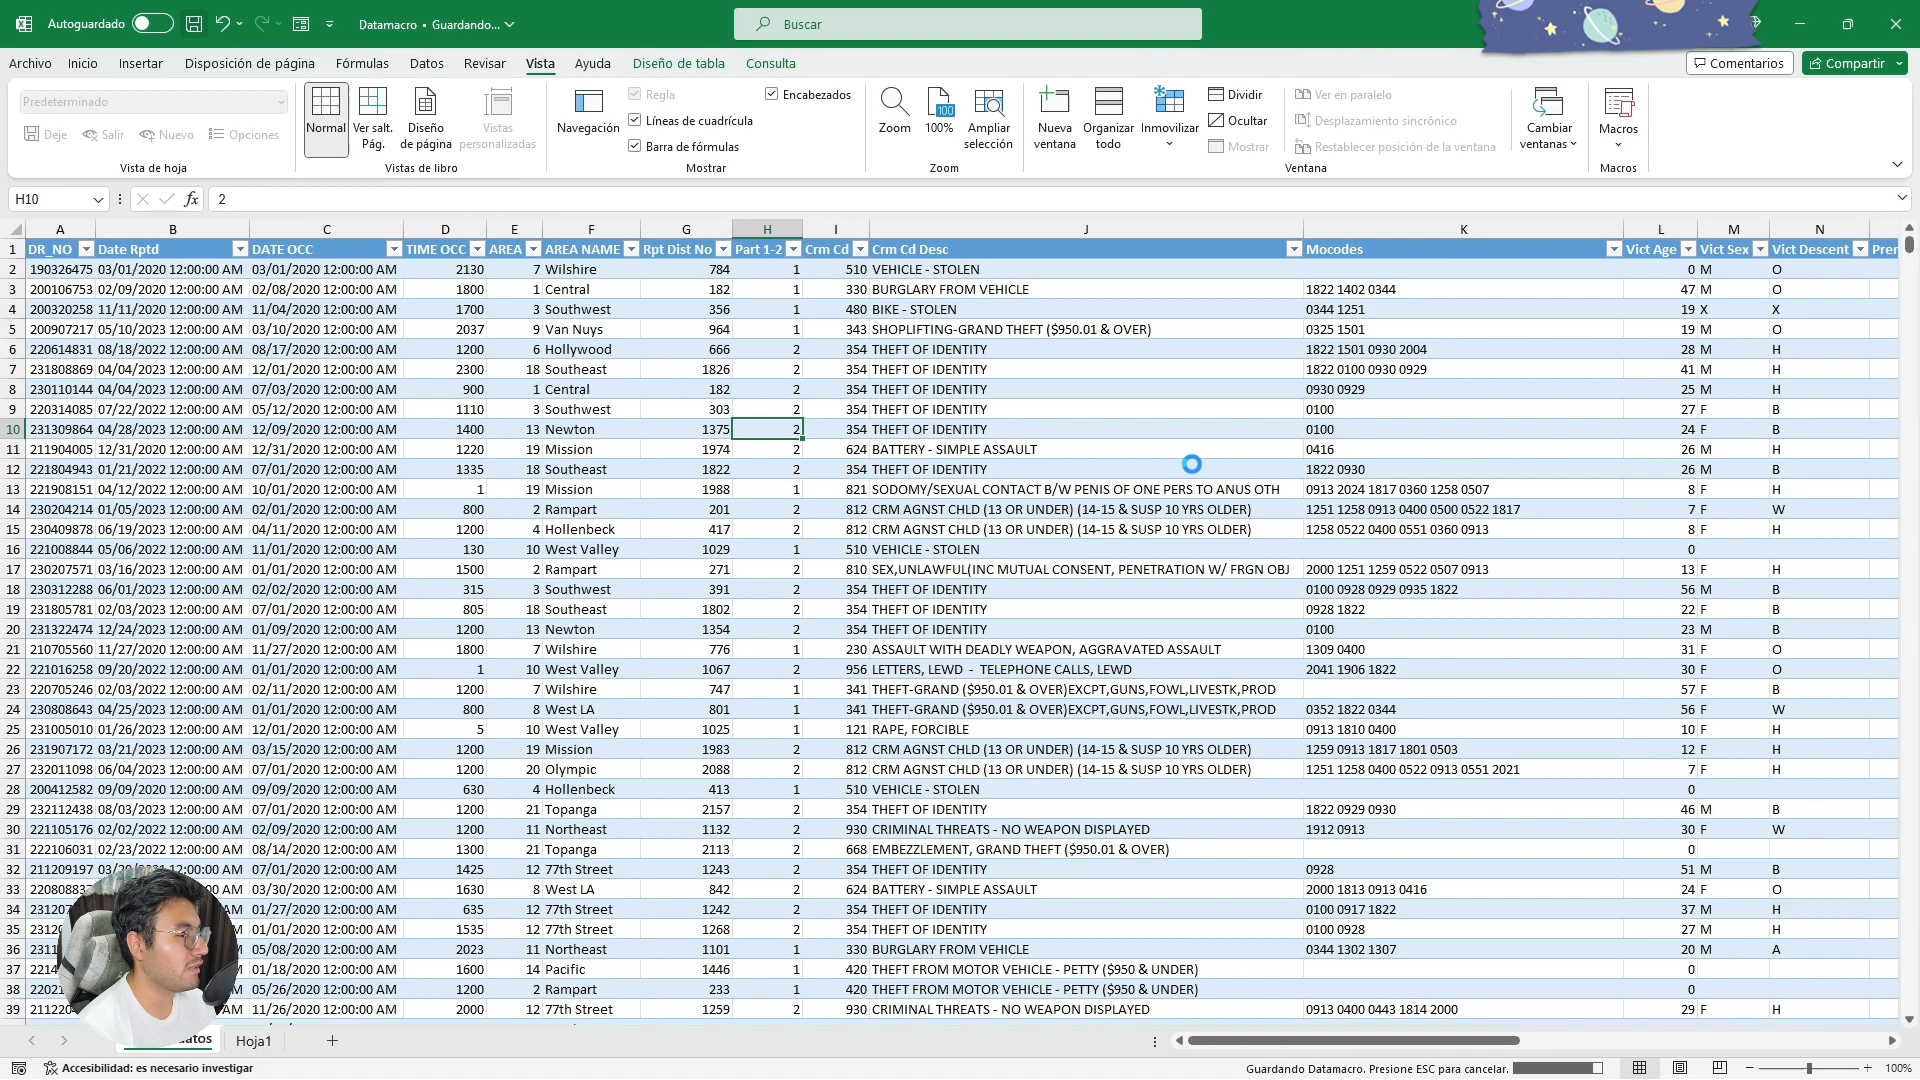 Autoguardado
Datamacro • Guardando...
Buscar
Archivo Inicio Insertar Disposición de página Fórmulas Datos Revisar Vista Ayuda Diseño de tabla Consulta
Comentarios Compartir
Predeterminado
Deje Salir Nuevo Opciones
Vista de hoja
Normal
Ver salt. Pág.
Diseño de página
Vistas personalizadas
Vistas de libro
Navegación
Regla
Encabezados
Líneas de cuadrícula
Barra de fórmulas
Mostrar
Zoom
100
100%
Ampliar selección
Zoom
Nueva ventana
Organizar todo
Inmovilizar
Dividir
Ocultar
Mostrar
Ver en paralelo
Desplazamiento sincrónico
Restablecer posición de la ventana
Cambiar ventanas
Ventana
Macros
Macros
H10 fx 2
A B C D E F G H I J K L M N
1 DR_NO Date Rptd DATE OCC TIME OCC AREA AREA NAME Rpt Dist No Part 1-2 Crm Cd Crm Cd Desc Mocodes Vict Age Vict Sex Vict Descent Prer
2 190326475 03/01/2020 12:00:00 AM 03/01/2020 12:00:00 AM 2130 7 Wilshire 784 1 510 VEHICLE - STOLEN 0 M O
3 200106753 02/09/2020 12:00:00 AM 02/08/2020 12:00:00 AM 1800 1 Central 182 1 330 BURGLARY FROM VEHICLE 1822 1402 0344 47 M O
4 200320258 11/11/2020 12:00:00 AM 11/04/2020 12:00:00 AM 1700 3 Southwest 356 1 480 BIKE - STOLEN 0344 1251 19 X X
5 200907217 05/10/2023 12:00:00 AM 03/10/2020 12:00:00 AM 2037 9 Van Nuys 964 1 343 SHOPLIFTING-GRAND THEFT ($950.01 & OVER) 0325 1501 19 M O
6 220614831 08/18/2022 12:00:00 AM 08/17/2020 12:00:00 AM 1200 6 Hollywood 666 2 354 THEFT OF IDENTITY 1822 1501 0930 2004 28 M H
7 231808869 04/04/2023 12:00:00 AM 12/01/2020 12:00:00 AM 2300 18 Southeast 1826 2 354 THEFT OF IDENTITY 1822 0100 0930 0929 41 M H
8 230110144 04/04/2023 12:00:00 AM 07/03/2020 12:00:00 AM 900 1 Central 182 2 354 THEFT OF IDENTITY 0930 0929 25 M H
9 220314085 07/22/2022 12:00:00 AM 05/12/2020 12:00:00 AM 1110 3 Southwest 303 2 354 THEFT OF IDENTITY 0100 27 F B
10 231309864 04/28/2023 12:00:00 AM 12/09/2020 12:00:00 AM 1400 13 Newton 1375 2 354 THEFT OF IDENTITY 0100 24 F B
11 211904005 12/31/2020 12:00:00 AM 12/31/2020 12:00:00 AM 1220 19 Mission 1974 2 624 BATTERY - SIMPLE ASSAULT 0416 26 M H
12 221804943 01/21/2022 12:00:00 AM 07/01/2020 12:00:00 AM 1335 18 Southeast 1822 2 354 THEFT OF IDENTITY 1822 0930 26 M B
13 221908151 04/12/2022 12:00:00 AM 10/01/2020 12:00:00 AM 1 19 Mission 1988 1 821 SODOMY/SEXUAL CONTACT B/W PENIS OF ONE PERS TO ANUS OTH 0913 2024 1817 0360 1258 0507 8 F H
14 230204214 01/05/2023 12:00:00 AM 02/01/2020 12:00:00 AM 800 2 Rampart 201 2 812 CRM AGNST CHLD (13 OR UNDER) (14-15 & SUSP 10 YRS OLDER) 1251 1258 0913 0400 0500 0522 1817 7 F W
15 230409878 06/19/2023 12:00:00 AM 04/11/2020 12:00:00 AM 1200 4 Hollenbeck 417 2 812 CRM AGNST CHLD (13 OR UNDER) (14-15 & SUSP 10 YRS OLDER) 1258 0522 0400 0551 0360 0913 8 F H
16 221008844 05/06/2022 12:00:00 AM 11/01/2020 12:00:00 AM 130 10 West Valley 1029 1 510 VEHICLE - STOLEN 0
17 230207571 03/16/2023 12:00:00 AM 01/01/2020 12:00:00 AM 1500 2 Rampart 271 2 810 SEX,UNLAWFUL(INC MUTUAL CONSENT, PENETRATION W/ FRGN OBJ 2000 1251 1259 0522 0507 0913 13 F H
18 230312288 06/01/2023 12:00:00 AM 02/02/2020 12:00:00 AM 315 3 Southwest 391 2 354 THEFT OF IDENTITY 0100 0928 0929 0935 1822 56 M B
19 231805781 02/03/2023 12:00:00 AM 07/01/2020 12:00:00 AM 805 18 Southeast 1802 2 354 THEFT OF IDENTITY 0928 1822 22 F B
20 231322474 12/24/2023 12:00:00 AM 01/09/2020 12:00:00 AM 1200 13 Newton 1354 2 354 THEFT OF IDENTITY 0100 23 M B
21 210705560 11/27/2020 12:00:00 AM 11/27/2020 12:00:00 AM 1800 7 Wilshire 776 1 230 ASSAULT WITH DEADLY WEAPON, AGGRAVATED ASSAULT 1309 0400 31 F O
22 221016258 09/20/2022 12:00:00 AM 01/01/2020 12:00:00 AM 1 10 West Valley 1067 2 956 LETTERS, LEWD - TELEPHONE CALLS, LEWD 2041 1906 1822 30 F O
23 220705246 02/03/2022 12:00:00 AM 02/11/2020 12:00:00 AM 1200 7 Wilshire 747 1 341 THEFT-GRAND ($950.01 & OVER)EXCPT,GUNS,FOWL,LIVESTK,PROD 57 F B
24 230808643 04/25/2023 12:00:00 AM 01/01/2020 12:00:00 AM 800 8 West LA 801 1 341 THEFT-GRAND ($950.01 & OVER)EXCPT,GUNS,FOWL,LIVESTK,PROD 0352 1822 0344 56 F W
25 231005010 01/26/2023 12:00:00 AM 12/01/2020 12:00:00 AM 5 10 West Valley 1025 1 121 RAPE, FORCIBLE 0913 1810 0400 10 F H
26 231907172 03/21/2023 12:00:00 AM 03/15/2020 12:00:00 AM 1200 19 Mission 1983 2 812 CRM AGNST CHLD (13 OR UNDER) (14-15 & SUSP 10 YRS OLDER) 1259 0913 1817 1801 0503 12 F H
27 232011098 06/04/2023 12:00:00 AM 07/01/2020 12:00:00 AM 1200 20 Olympic 2088 2 812 CRM AGNST CHLD (13 OR UNDER) (14-15 & SUSP 10 YRS OLDER) 1251 1258 0400 0522 0913 0551 2021 7 F H
28 200412582 09/09/2020 12:00:00 AM 09/09/2020 12:00:00 AM 630 4 Hollenbeck 413 1 510 VEHICLE - STOLEN 0
29 232112438 08/03/2023 12:00:00 AM 07/01/2020 12:00:00 AM 1200 21 Topanga 2157 2 354 THEFT OF IDENTITY 1822 0929 0930 46 M B
30 221105176 02/02/2022 12:00:00 AM 02/09/2020 12:00:00 AM 1200 11 Northeast 1132 2 930 CRIMINAL THREATS - NO WEAPON DISPLAYED 1912 0913 30 F W
31 222106031 02/23/2022 12:00:00 AM 08/14/2020 12:00:00 AM 1300 21 Topanga 2113 2 668 EMBEZZLEMENT, GRAND THEFT ($950.01 & OVER) 0
32 211209197 12:00:00 AM 07/01/2020 12:00:00 AM 1425 12 77th Street 1243 2 354 THEFT OF IDENTITY 0928 51 M B
33 AM 03/30/2020 12:00:00 AM 1630 8 West LA 842 2 624 BATTERY - SIMPLE ASSAULT 2000 1813 0913 0416 24 F O
34 AM 01/27/2020 12:00:00 AM 635 12 77th Street 1242 2 354 THEFT OF IDENTITY 0100 0917 1822 37 M H
35 AM 01/01/2020 12:00:00 AM 1535 12 77th Street 1268 2 354 THEFT OF IDENTITY 0100 0928 27 M H
36 AM 05/08/2020 12:00:00 AM 2023 11 Northeast 1101 1 330 BURGLARY FROM VEHICLE 0344 1302 1307 20 M A
37 01/18/2020 12:00:00 AM 1600 14 Pacific 1446 1 420 THEFT FROM MOTOR VEHICLE - PETTY ($950 & UNDER) 0
38 05/26/2020 12:00:00 AM 1200 2 Rampart 233 1 420 THEFT FROM MOTOR VEHICLE - PETTY ($950 & UNDER) 0
39 11/26/2020 12:00:00 AM 2000 12 77th Street 1259 2 930 CRIMINAL THREATS - NO WEAPON DISPLAYED 0913 0400 0443 1814 2000 29 F H
atos Hoja1
Accesibilidad: es necesario investigar
Guardando Datamacro. Presione ESC para cancelar.
100%